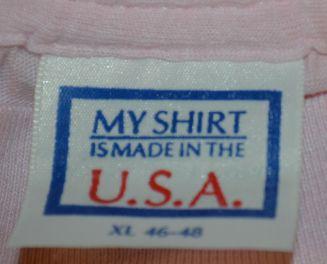 MY SHIRT
IS MADE IN THE
U.S.A.
XL 46-48